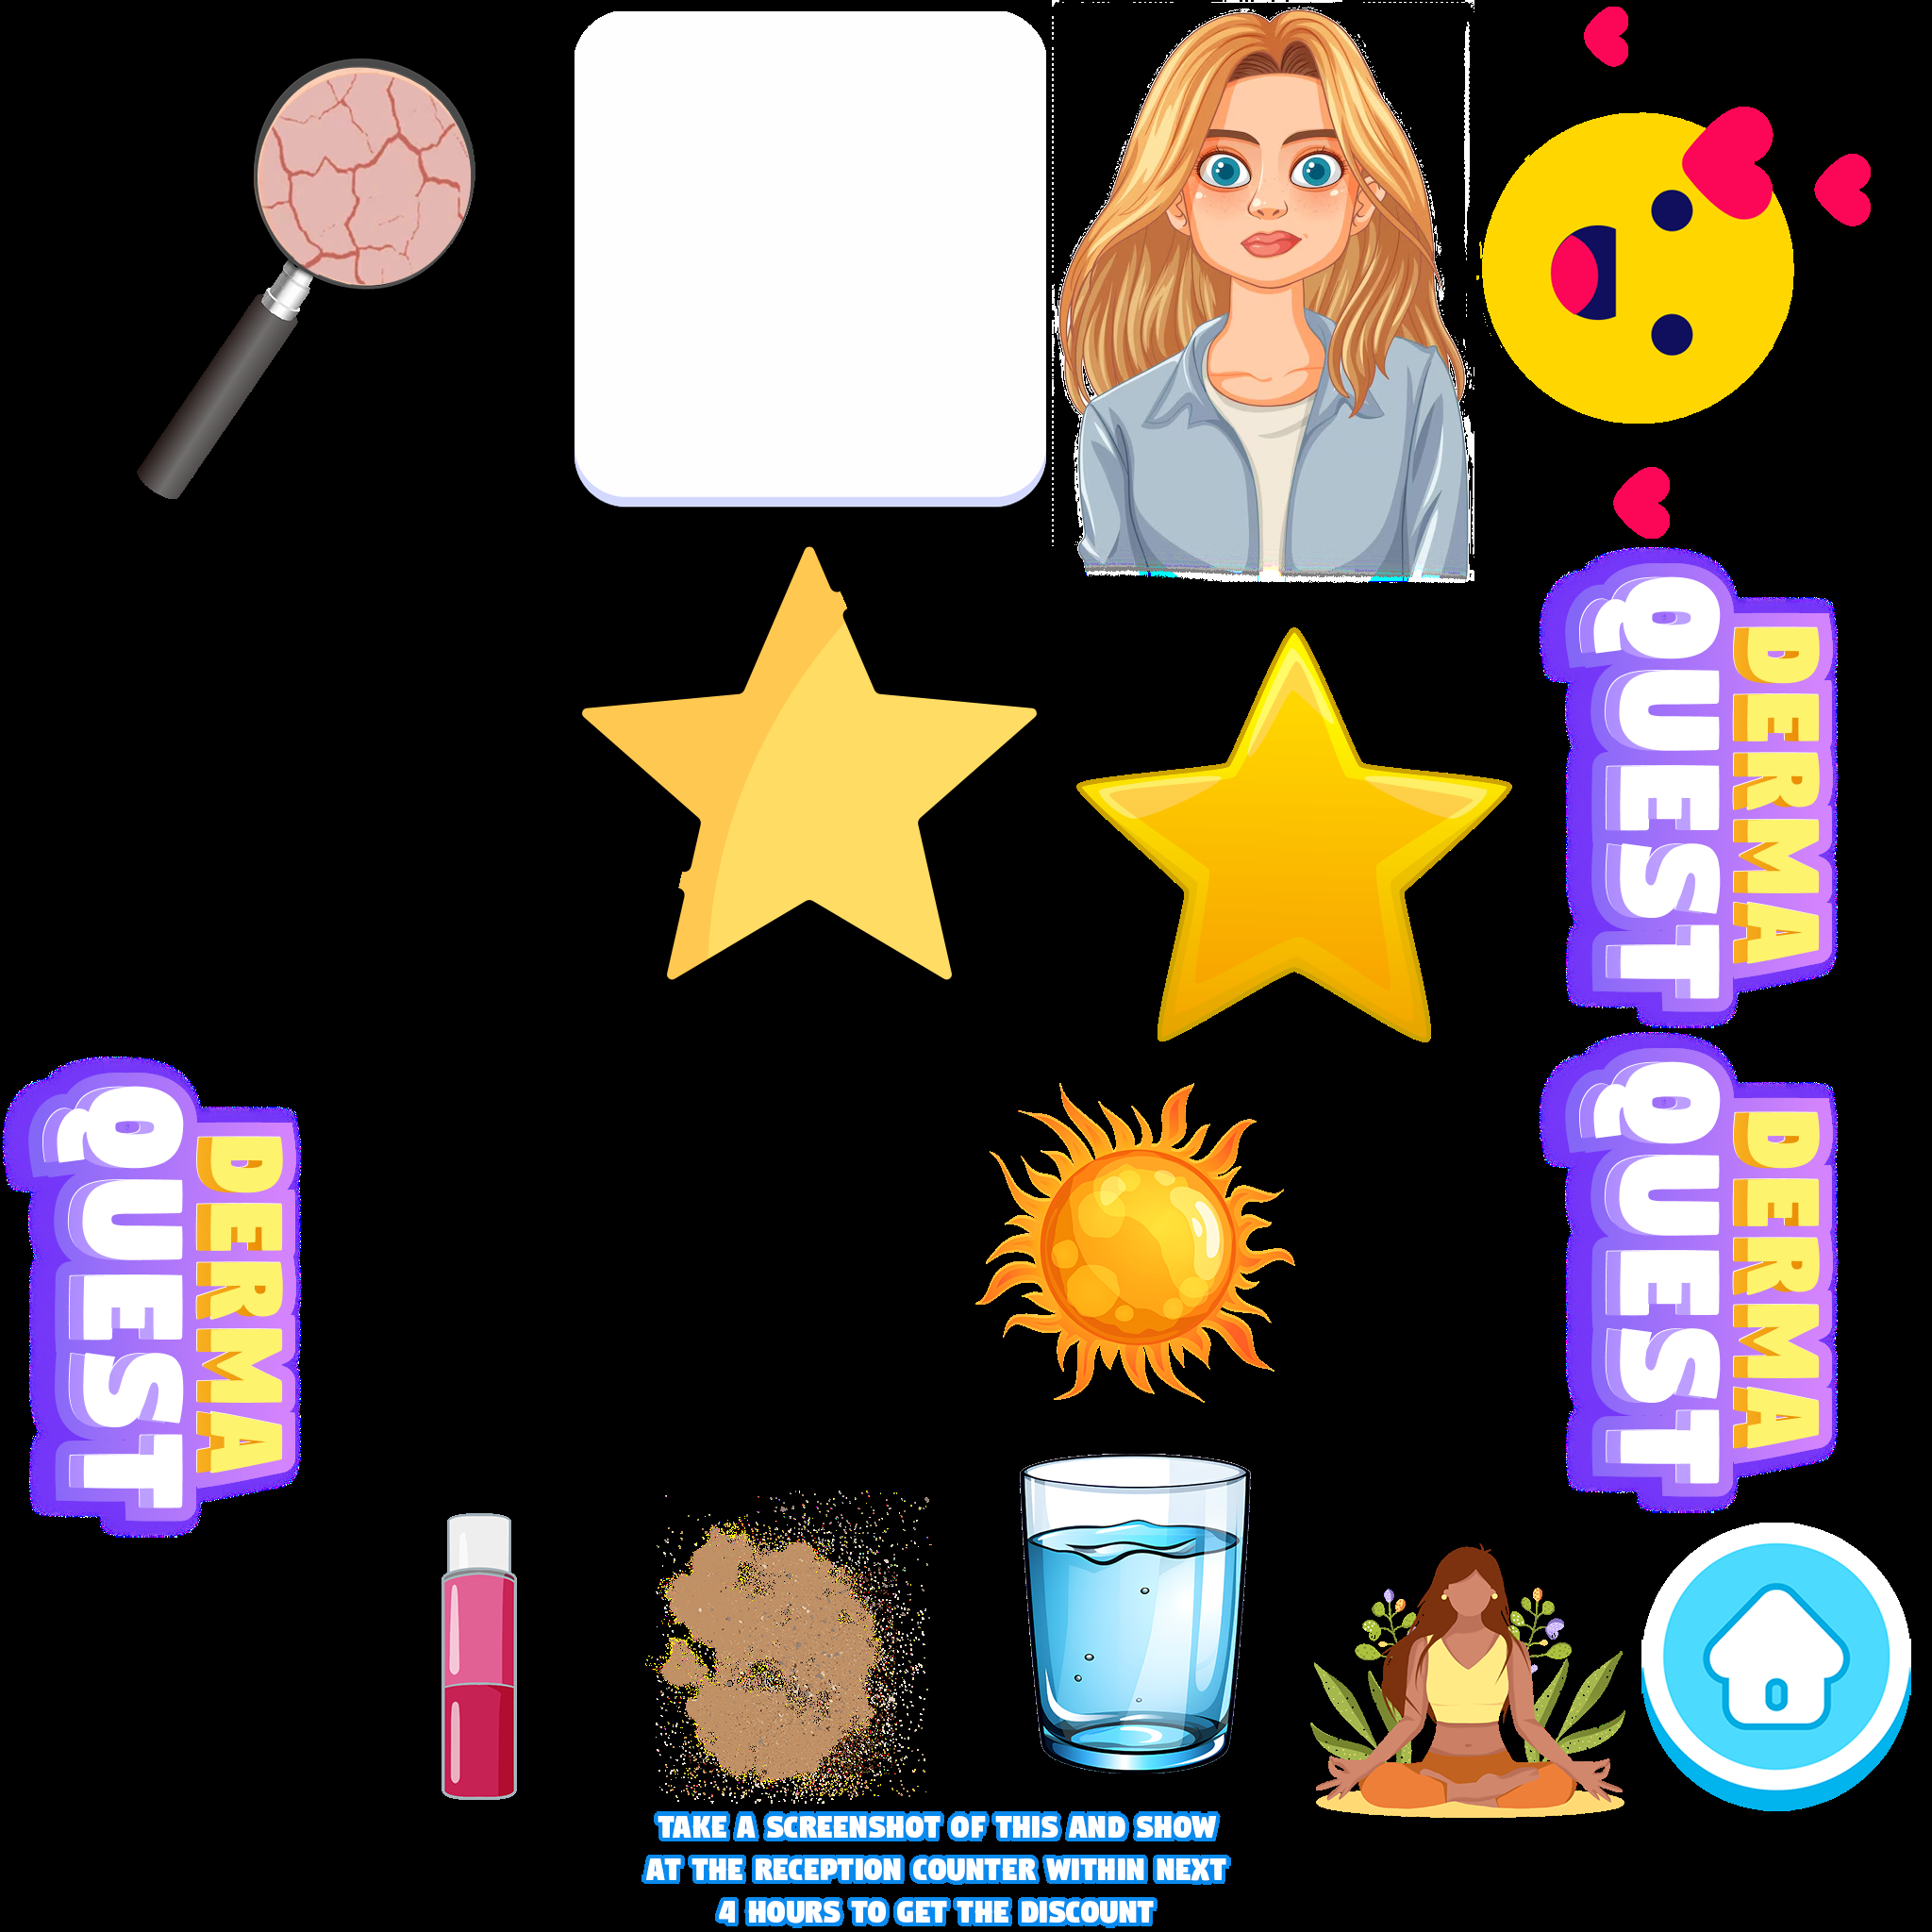 DERMA
QUEST
DERMA
QUEST
DERMA
QUEST
TAKE A SCREENSHOT OF THIS AND SHOW
AT THE RECEPTION COUNTER WITHIN NEXT
4 HOURS TO GET THE DISCOUNT